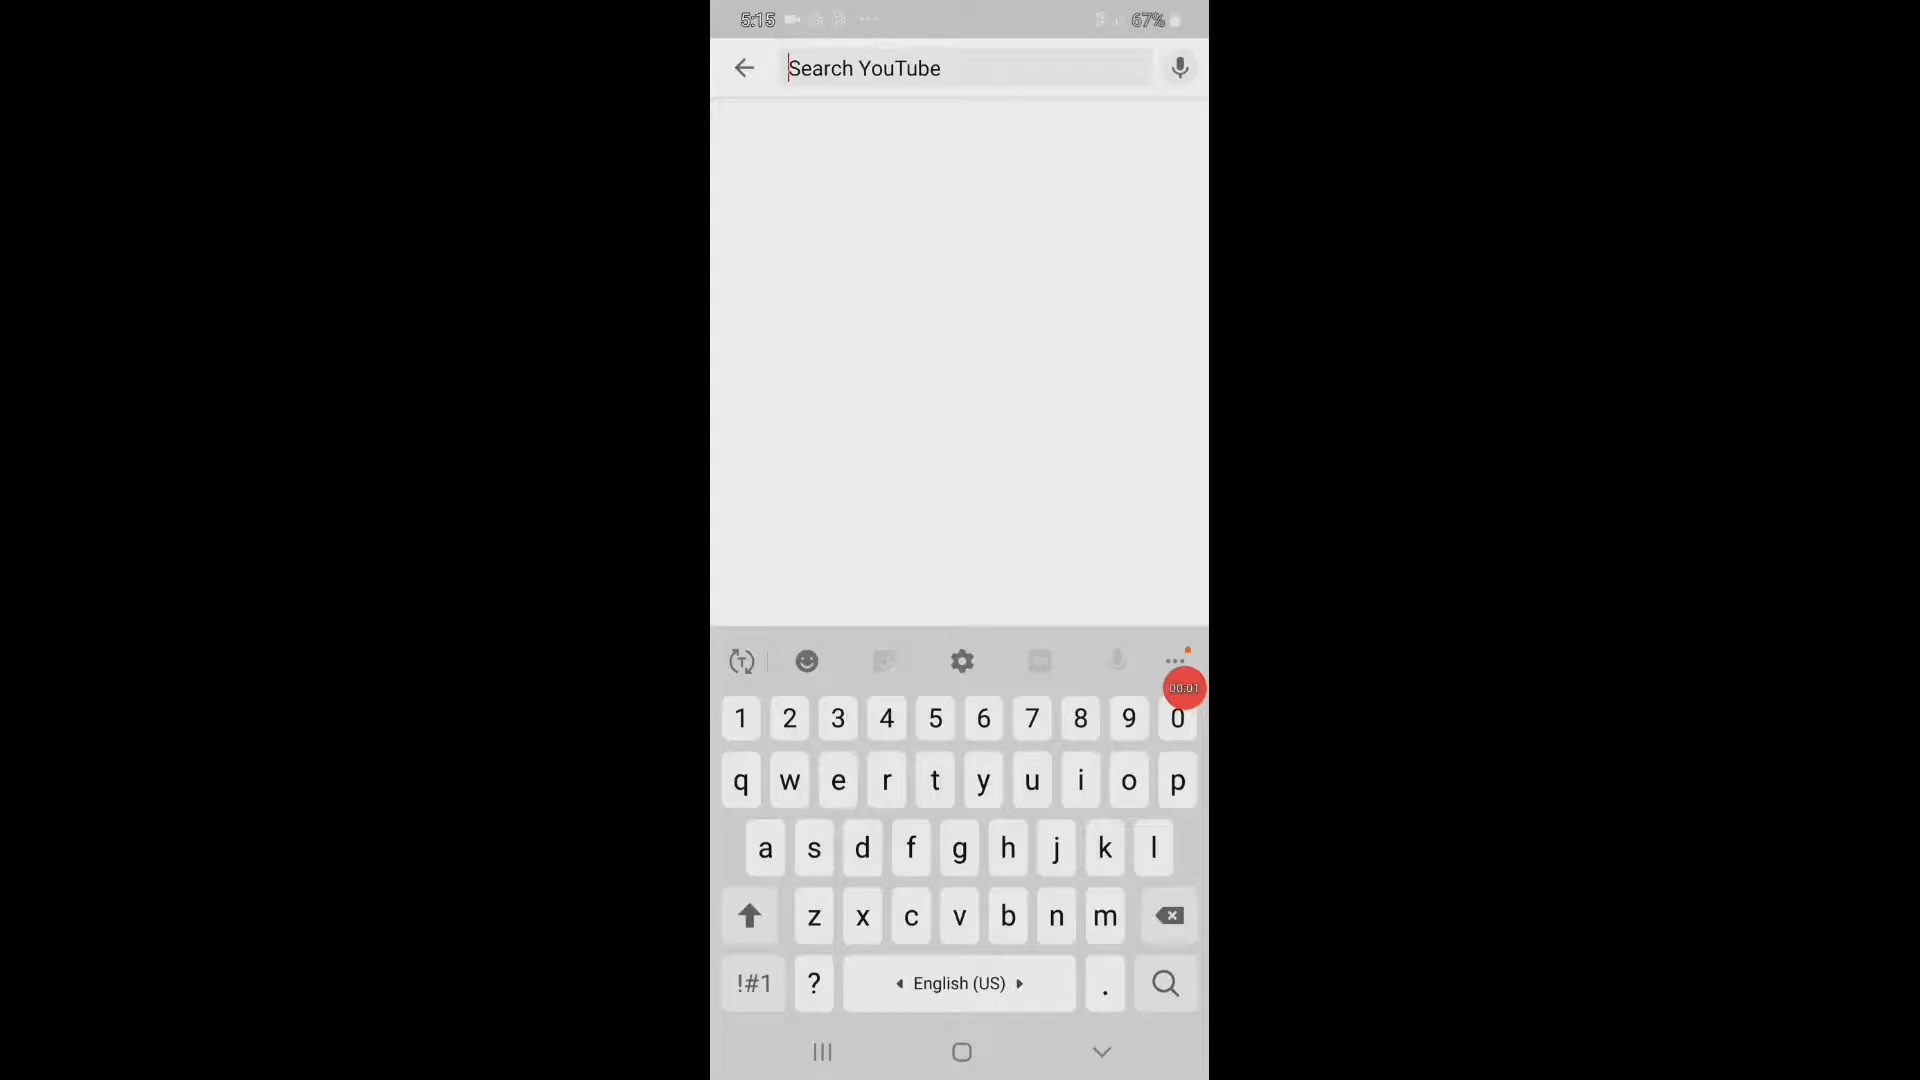 5:15 67%
Search YouTube
00:01
1 2 3 4 5 6 7 8 9 0
q w e r t y u i o p
a s d f g h j k l
z x c v b n m
!#1 ? English (US) .